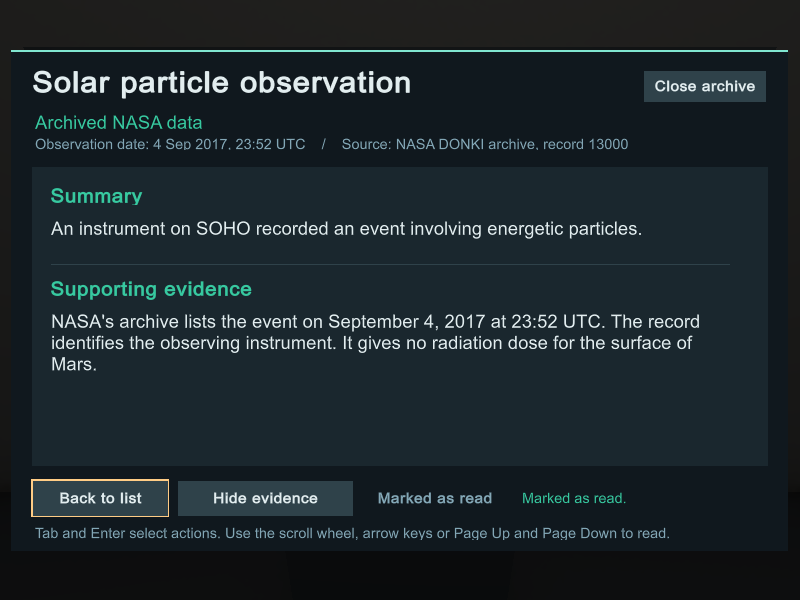 Solar particle observation
Close archive
Archived NASA data
Observation date: 4 Sep 2017, 23:52 UTC / Source: NASA DONKI archive, record 13000
Summary
An instrument on SOHO recorded an event involving energetic particles.
Supporting evidence
NASA's archive lists the event on September 4, 2017 at 23:52 UTC. The record
identifies the observing instrument. It gives no radiation dose for the surface of
Mars.
Back to list
Hide evidence
Marked as read
Marked as read.
Tab and Enter select actions. Use the scroll wheel, arrow keys or Page Up and Page Down to read.